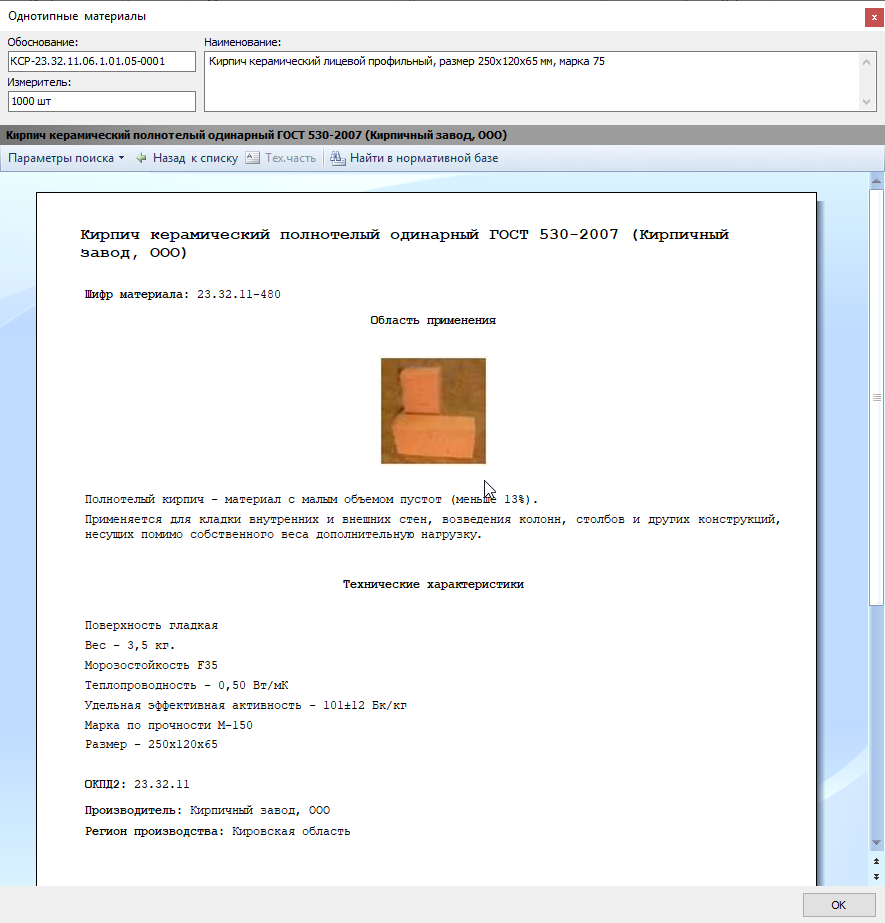 Однотипные материалы
x
Обоснование:
Наименование:
КСР-23.32.11.06.1.01.05-0001
Кирпич керамический лицевой профильный, размер 250x120x65 мм, марка 75
Измеритель:
1000 шт
Кирпич керамический полнотелый одинарный ГОСТ 530-2007 (Кирпичный завод, ООО)
Параметры поиска
Назад к списку
Тех.часть
Найти в нормативной базе
Кирпич керамический полнотелый одинарный ГОСТ 530-2007 (Кирпичный
завод, ООО)
Шифр материала: 23.32.11-480
Область применения
Полнотелый кирпич - материал с малым объемом пустот (меньше 13%).
Применяется для кладки внутренних и внешних стен, возведения колонн, столбов и других конструкций,
несущих помимо собственного веса дополнительную нагрузку.
Технические характеристики
Поверхность гладкая
Вес - 3,5 кг.
Морозостойкость F35
Теплопроводность - 0,50 Вт/мК
Удельная эффективная активность - 101±12 Бк/кг
Марка по прочности М-150
Размер - 250x120x65
ОКПД2: 23.32.11
Производитель: Кирпичный завод, ООО
Регион производства: Кировская область
ОК